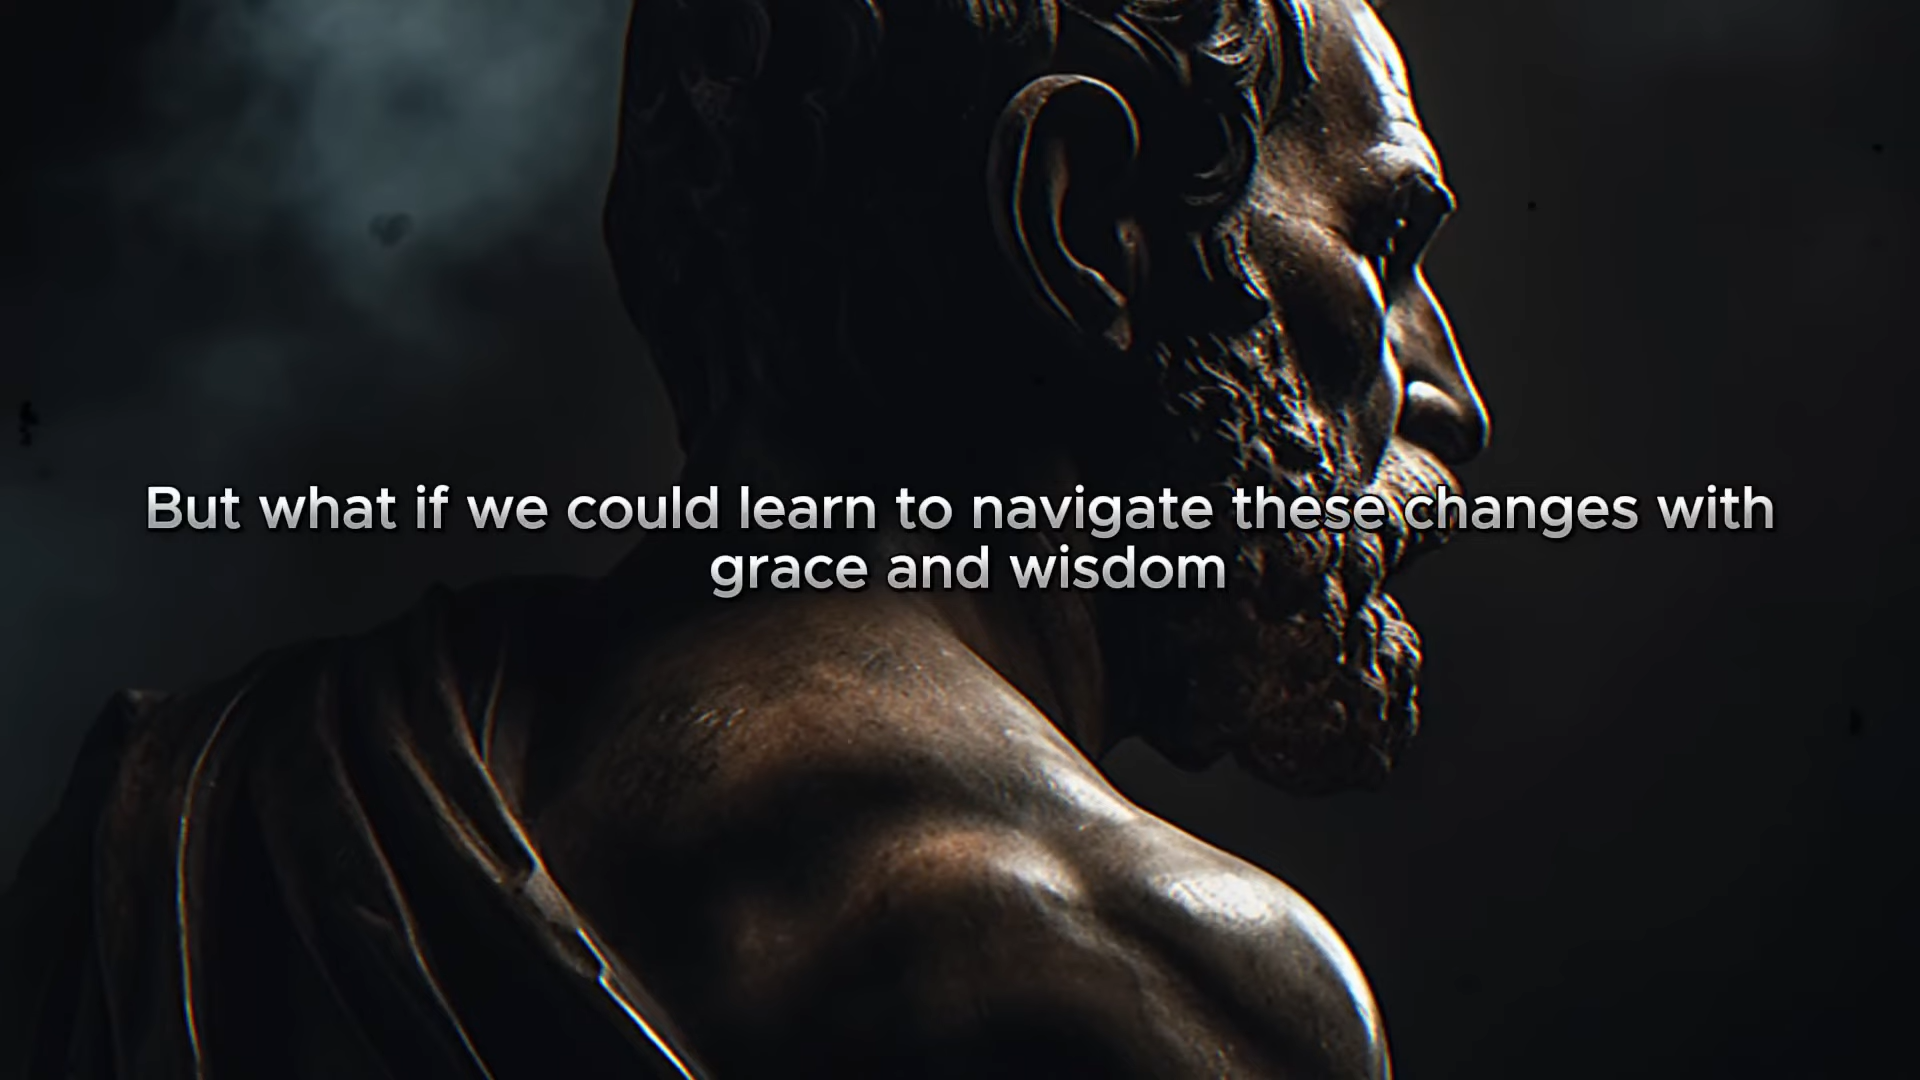 But what if we could learn to navigate these changes with
grace and wisdom